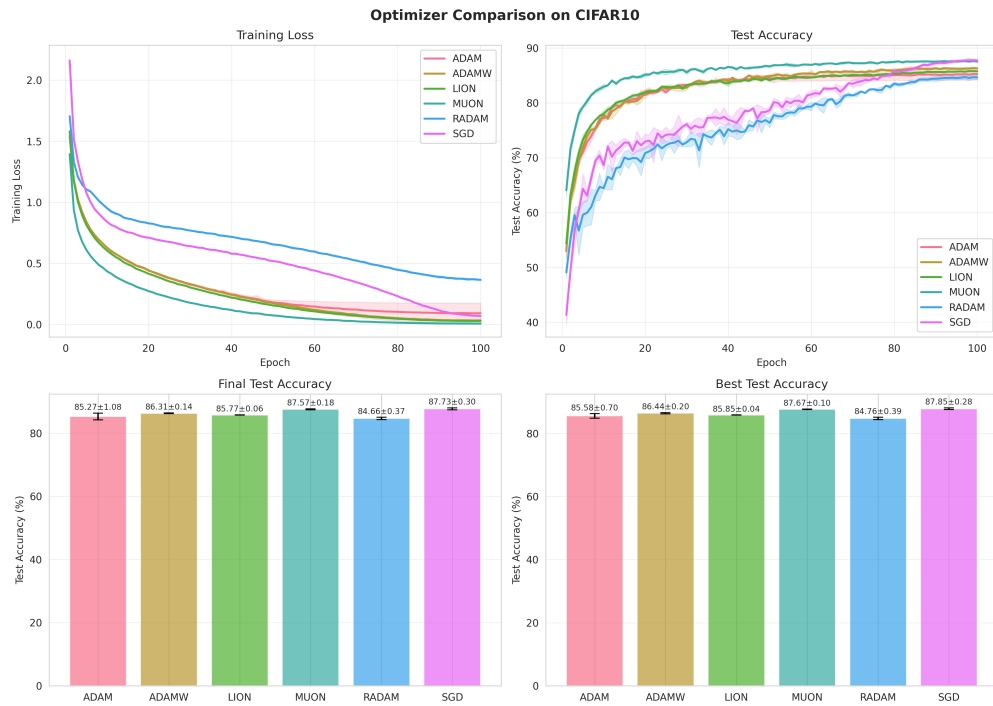 Optimizer Comparison on CIFAR10
Training Loss
Training Loss
2.0
1.5
1.0
0.5
0.0
0 20 40 60 80 100
Epoch
ADAM
ADAMW
LION
MUON
RADAM
SGD
Test Accuracy
Test Accuracy (%)
90
80
70
60
50
40
0 20 40 60 80 100
Epoch
ADAM
ADAMW
LION
MUON
RADAM
SGD
Final Test Accuracy
Test Accuracy (%)
80
60
40
20
0
85.27±1.08 86.31±0.14 85.77±0.06 87.57±0.18 84.66±0.37 87.73±0.30
ADAM ADAMW LION MUON RADAM SGD
Best Test Accuracy
Test Accuracy (%)
80
60
40
20
0
85.58±0.70 86.44±0.20 85.85±0.04 87.67±0.10 84.76±0.39 87.85±0.28
ADAM ADAMW LION MUON RADAM SGD